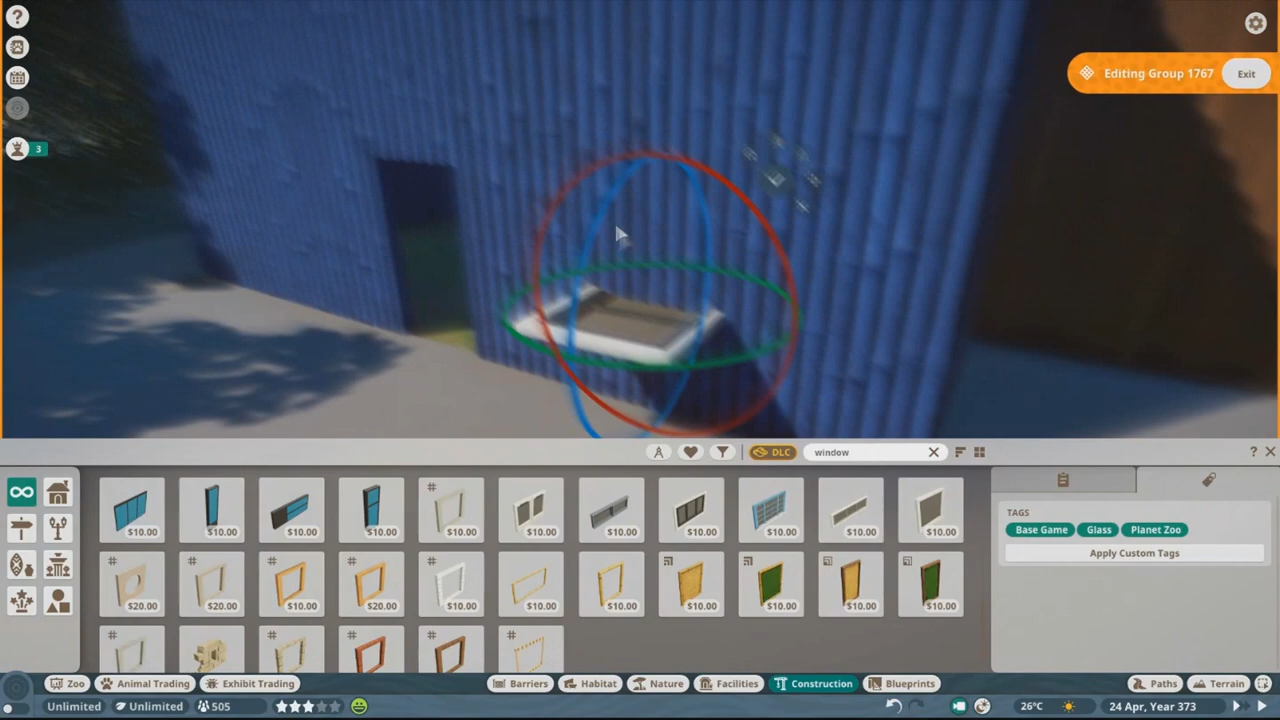 ?
Editing Group 1767
Exit
3
DLC
window
?
$10.00
$10.00
$10.00
$10.00
$10.00
$10.00
$10.00
$10.00
$10.00
$10.00
$10.00
$20.00
$20.00
$10.00
$20.00
$10.00
$10.00
$10.00
$10.00
$10.00
$10.00
$10.00
TAGS
Base Game
Glass
Planet Zoo
Apply Custom Tags
Zoo
Animal Trading
Exhibit Trading
Barriers
Habitat
Nature
Facilities
Construction
Blueprints
Paths
Terrain
Unlimited
Unlimited
505
26°C
24 Apr, Year 373